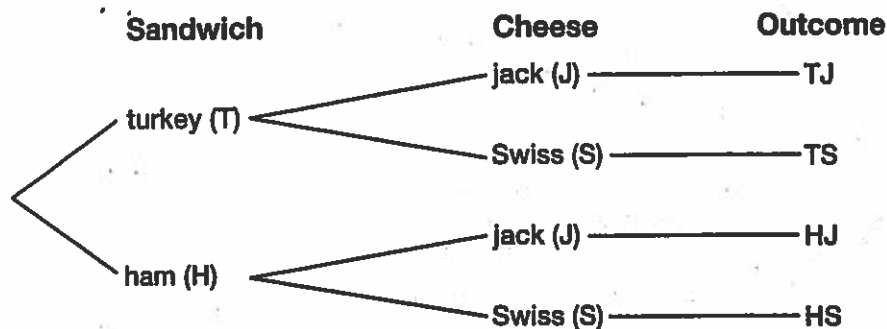 Sandwich Cheese Outcome
jack (J) TJ
turkey (T)
Swiss (S) TS
jack (J) HJ
ham (H)
Swiss (S) HS